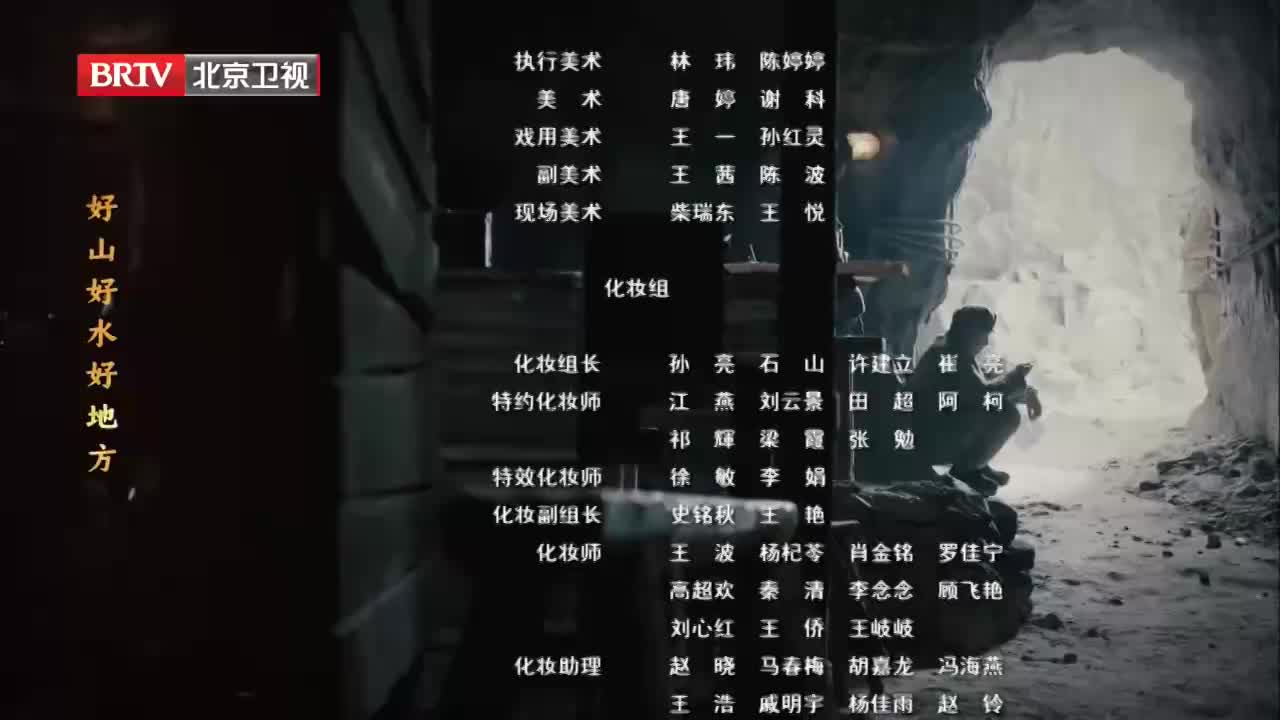 BRTV 北京卫视
好山好水好地方
执行美术 林 玮 陈婷婷
美 术 唐 婷 谢 科
戏用美术 王 一 孙红灵
副美术 王 茜 陈 波
现场美术 柴瑞东 王 悦
化妆组
化妆组长 孙 亮 石 山 许建立 崔 亮
特约化妆师 江 燕 刘云景 田 超 阿 柯
祁 輝 梁 霞 张 勉
特效化妆师 徐 敏 李 娟
化妆副组长 史铭秋 王 艳
化妆师 王 波 杨杞苓 肖金铭 罗佳宁
高超欢 秦 清 李念念 顾飞艳
刘心红 王 侨 王岐岐
化妆助理 赵 晓 马春梅 胡嘉龙 冯海燕
王 浩 戚明宇 杨佳雨 赵 铃